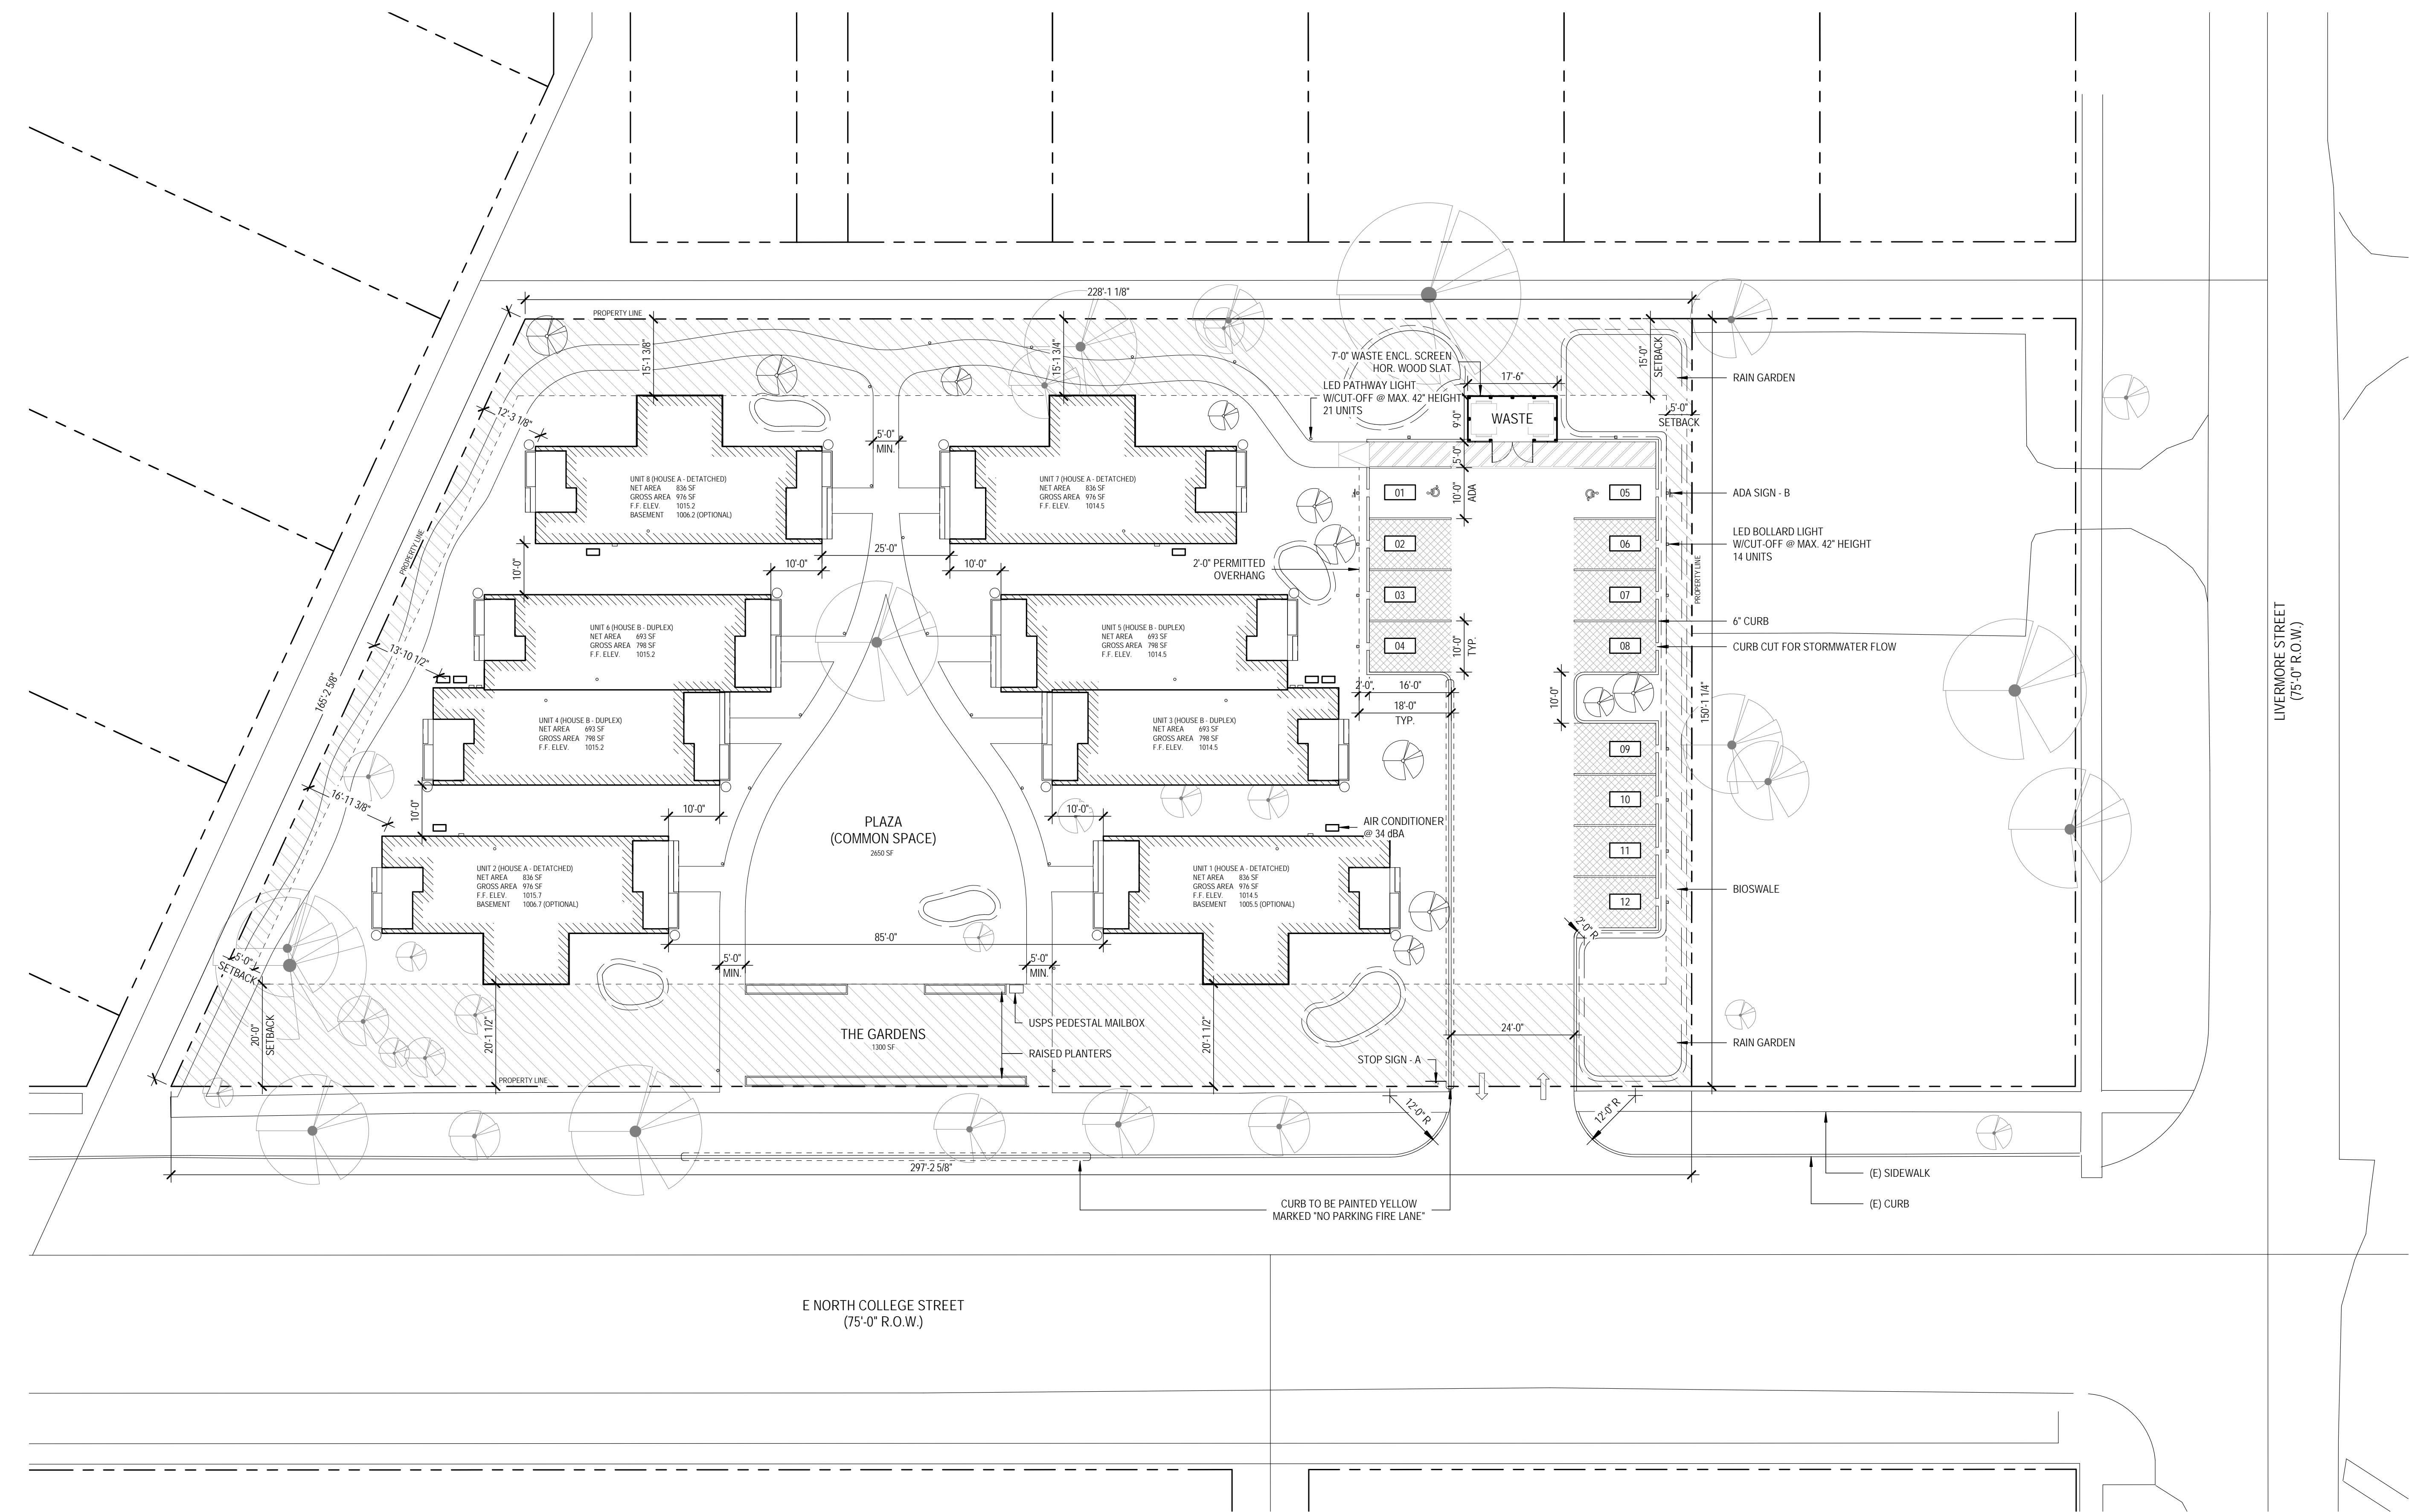 228'-1 1/8"
PROPERTY LINE
15'-1 3/8"
15'-1 3/4"
15'-0"
SETBACK
7'-0" WASTE ENCL. SCREEN
HOR. WOOD SLAT
17'-6"
RAIN GARDEN
LED PATHWAY LIGHT
W/CUT-OFF @ MAX. 42" HEIGHT
21 UNITS
12'-3 1/8"
5'-0"
SETBACK
WASTE
9'-0"
5'-0"
MIN.
5'-0"
UNIT 8 (HOUSE A - DETATCHED)
NET AREA 836 SF
GROSS AREA 976 SF
F.F. ELEV. 1015.2
BASEMENT 1006.2 (OPTIONAL)
UNIT 7 (HOUSE A - DETATCHED)
NET AREA 836 SF
GROSS AREA 976 SF
F.F. ELEV. 1014.5
01
10'-0"
ADA
05
ADA SIGN - B
PROPERTY LINE
25'-0"
02
06
LED BOLLARD LIGHT
W/CUT-OFF @ MAX. 42" HEIGHT
14 UNITS
10'-0"
10'-0"
10'-0"
2'-0" PERMITTED
OVERHANG
PROPERTY LINE
03
07
UNIT 6 (HOUSE B - DUPLEX)
NET AREA 693 SF
GROSS AREA 798 SF
F.F. ELEV. 1015.2
UNIT 5 (HOUSE B - DUPLEX)
NET AREA 693 SF
GROSS AREA 798 SF
F.F. ELEV. 1014.5
6" CURB
04
10'-0"
TYP.
08
CURB CUT FOR STORMWATER FLOW
LIVERMORE STREET
(75'-0" R.O.W.)
13'-10 1/2"
165'-2 5/8"
2'-0"
16'-0"
18'-0"
TYP.
10'-0"
150'-1 1/4"
UNIT 4 (HOUSE B - DUPLEX)
NET AREA 693 SF
GROSS AREA 798 SF
F.F. ELEV. 1015.2
UNIT 3 (HOUSE B - DUPLEX)
NET AREA 693 SF
GROSS AREA 798 SF
F.F. ELEV. 1014.5
09
16'-11 3/8"
10'-0"
10'-0"
10'-0"
10
PLAZA
(COMMON SPACE)
2650 SF
AIR CONDITIONER
@ 34 dBA
11
UNIT 2 (HOUSE A - DETATCHED)
NET AREA 836 SF
GROSS AREA 976 SF
F.F. ELEV. 1015.7
BASEMENT 1006.7 (OPTIONAL)
UNIT 1 (HOUSE A - DETATCHED)
NET AREA 836 SF
GROSS AREA 976 SF
F.F. ELEV. 1014.5
BASEMENT 1005.5 (OPTIONAL)
12
BIOSWALE
2'-0" R
85'-0"
5'-0"
SETBACK
5'-0"
MIN.
5'-0"
MIN.
20'-0"
SETBACK
20'-1 1/2"
THE GARDENS
1300 SF
USPS PEDESTAL MAILBOX
RAISED PLANTERS
20'-1 1/2"
24'-0"
STOP SIGN - A
RAIN GARDEN
PROPERTY LINE
12'-0" R
12'-0" R
297'-2 5/8"
(E) SIDEWALK
(E) CURB
CURB TO BE PAINTED YELLOW
MARKED "NO PARKING FIRE LANE"
E NORTH COLLEGE STREET
(75'-0" R.O.W.)